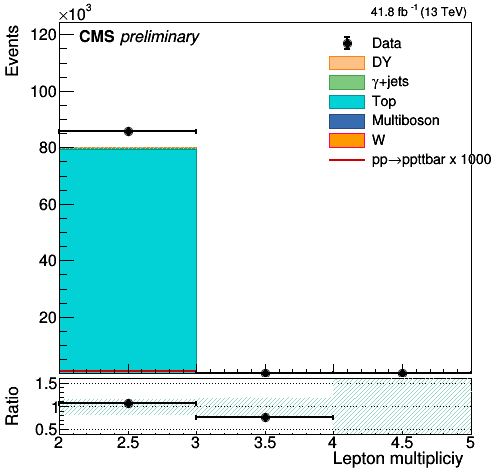 ×10³
41.8 fb ⁻¹ (13 TeV)
CMS preliminary
Events
120
100
80
60
40
20
Data
DY
γ+jets
Top
Multiboson
W
pp→ppttbar x 1000
Ratio
1.5
1
0.5
2 2.5 3 3.5 4 4.5 5
Lepton multipliciy